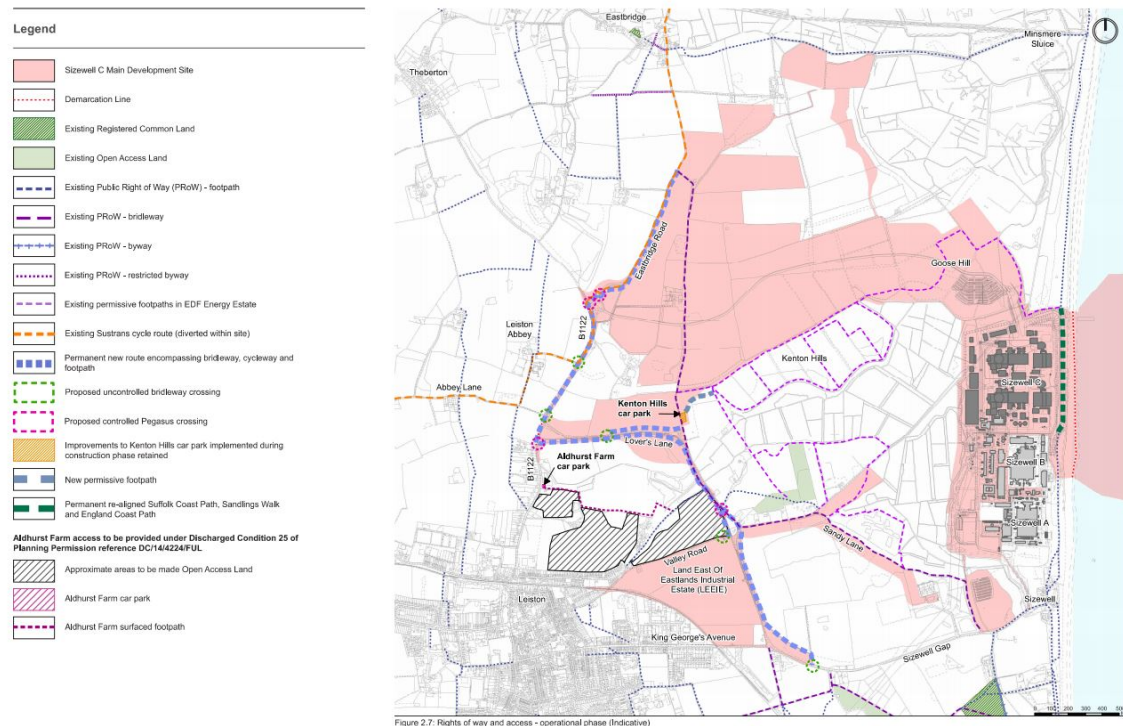 Legend
Sizewell C Main Development Site
Demarcation Line
Existing Registered Common Land
Existing Open Access Land
Existing Public Right of Way (PRoW) - footpath
Existing PRoW - bridleway
Existing PRoW - byway
Existing PRoW - restricted byway
Existing permissive footpaths in EDF Energy Estate
Existing Sustrans cycle route (diverted within site)
Permanent new route encompassing bridleway, cycleway and
footpath
Proposed uncontrolled bridleway crossing
Proposed controlled Pegasus crossing
Improvements to Kenton Hills car park implemented during
construction phase retained
New permissive footpath
Permanent re-aligned Suffolk Coast Path, Sandlings Walk
and England Coast Path
Aldhurst Farm access to be provided under Discharged Condition 25 of
Planning Permission reference DC/14/4224/FUL
Approximate areas to be made Open Access Land
Aldhurst Farm car park
Aldhurst Farm surfaced footpath
Eastbridge
Minsmere
Sluice
Theberton
Eastbridge Road
Goose Hill
B1122
Leiston
Abbey
Kenton Hills
Sizewell C
Abbey Lane
Kenton Hills
car park
Lover's Lane
B1122
Aldhurst Farm
car park
Sizewell B
Sizewell A
Sandy Lane
Valley Road
Land East Of
Eastlands Industrial
Estate (LEEIE)
Leiston
Sizewell
King George's Avenue
Sizewell Gap
0 100 200 300 400 500
Figure 2.7: Rights of way and access - operational phase (Indicative)